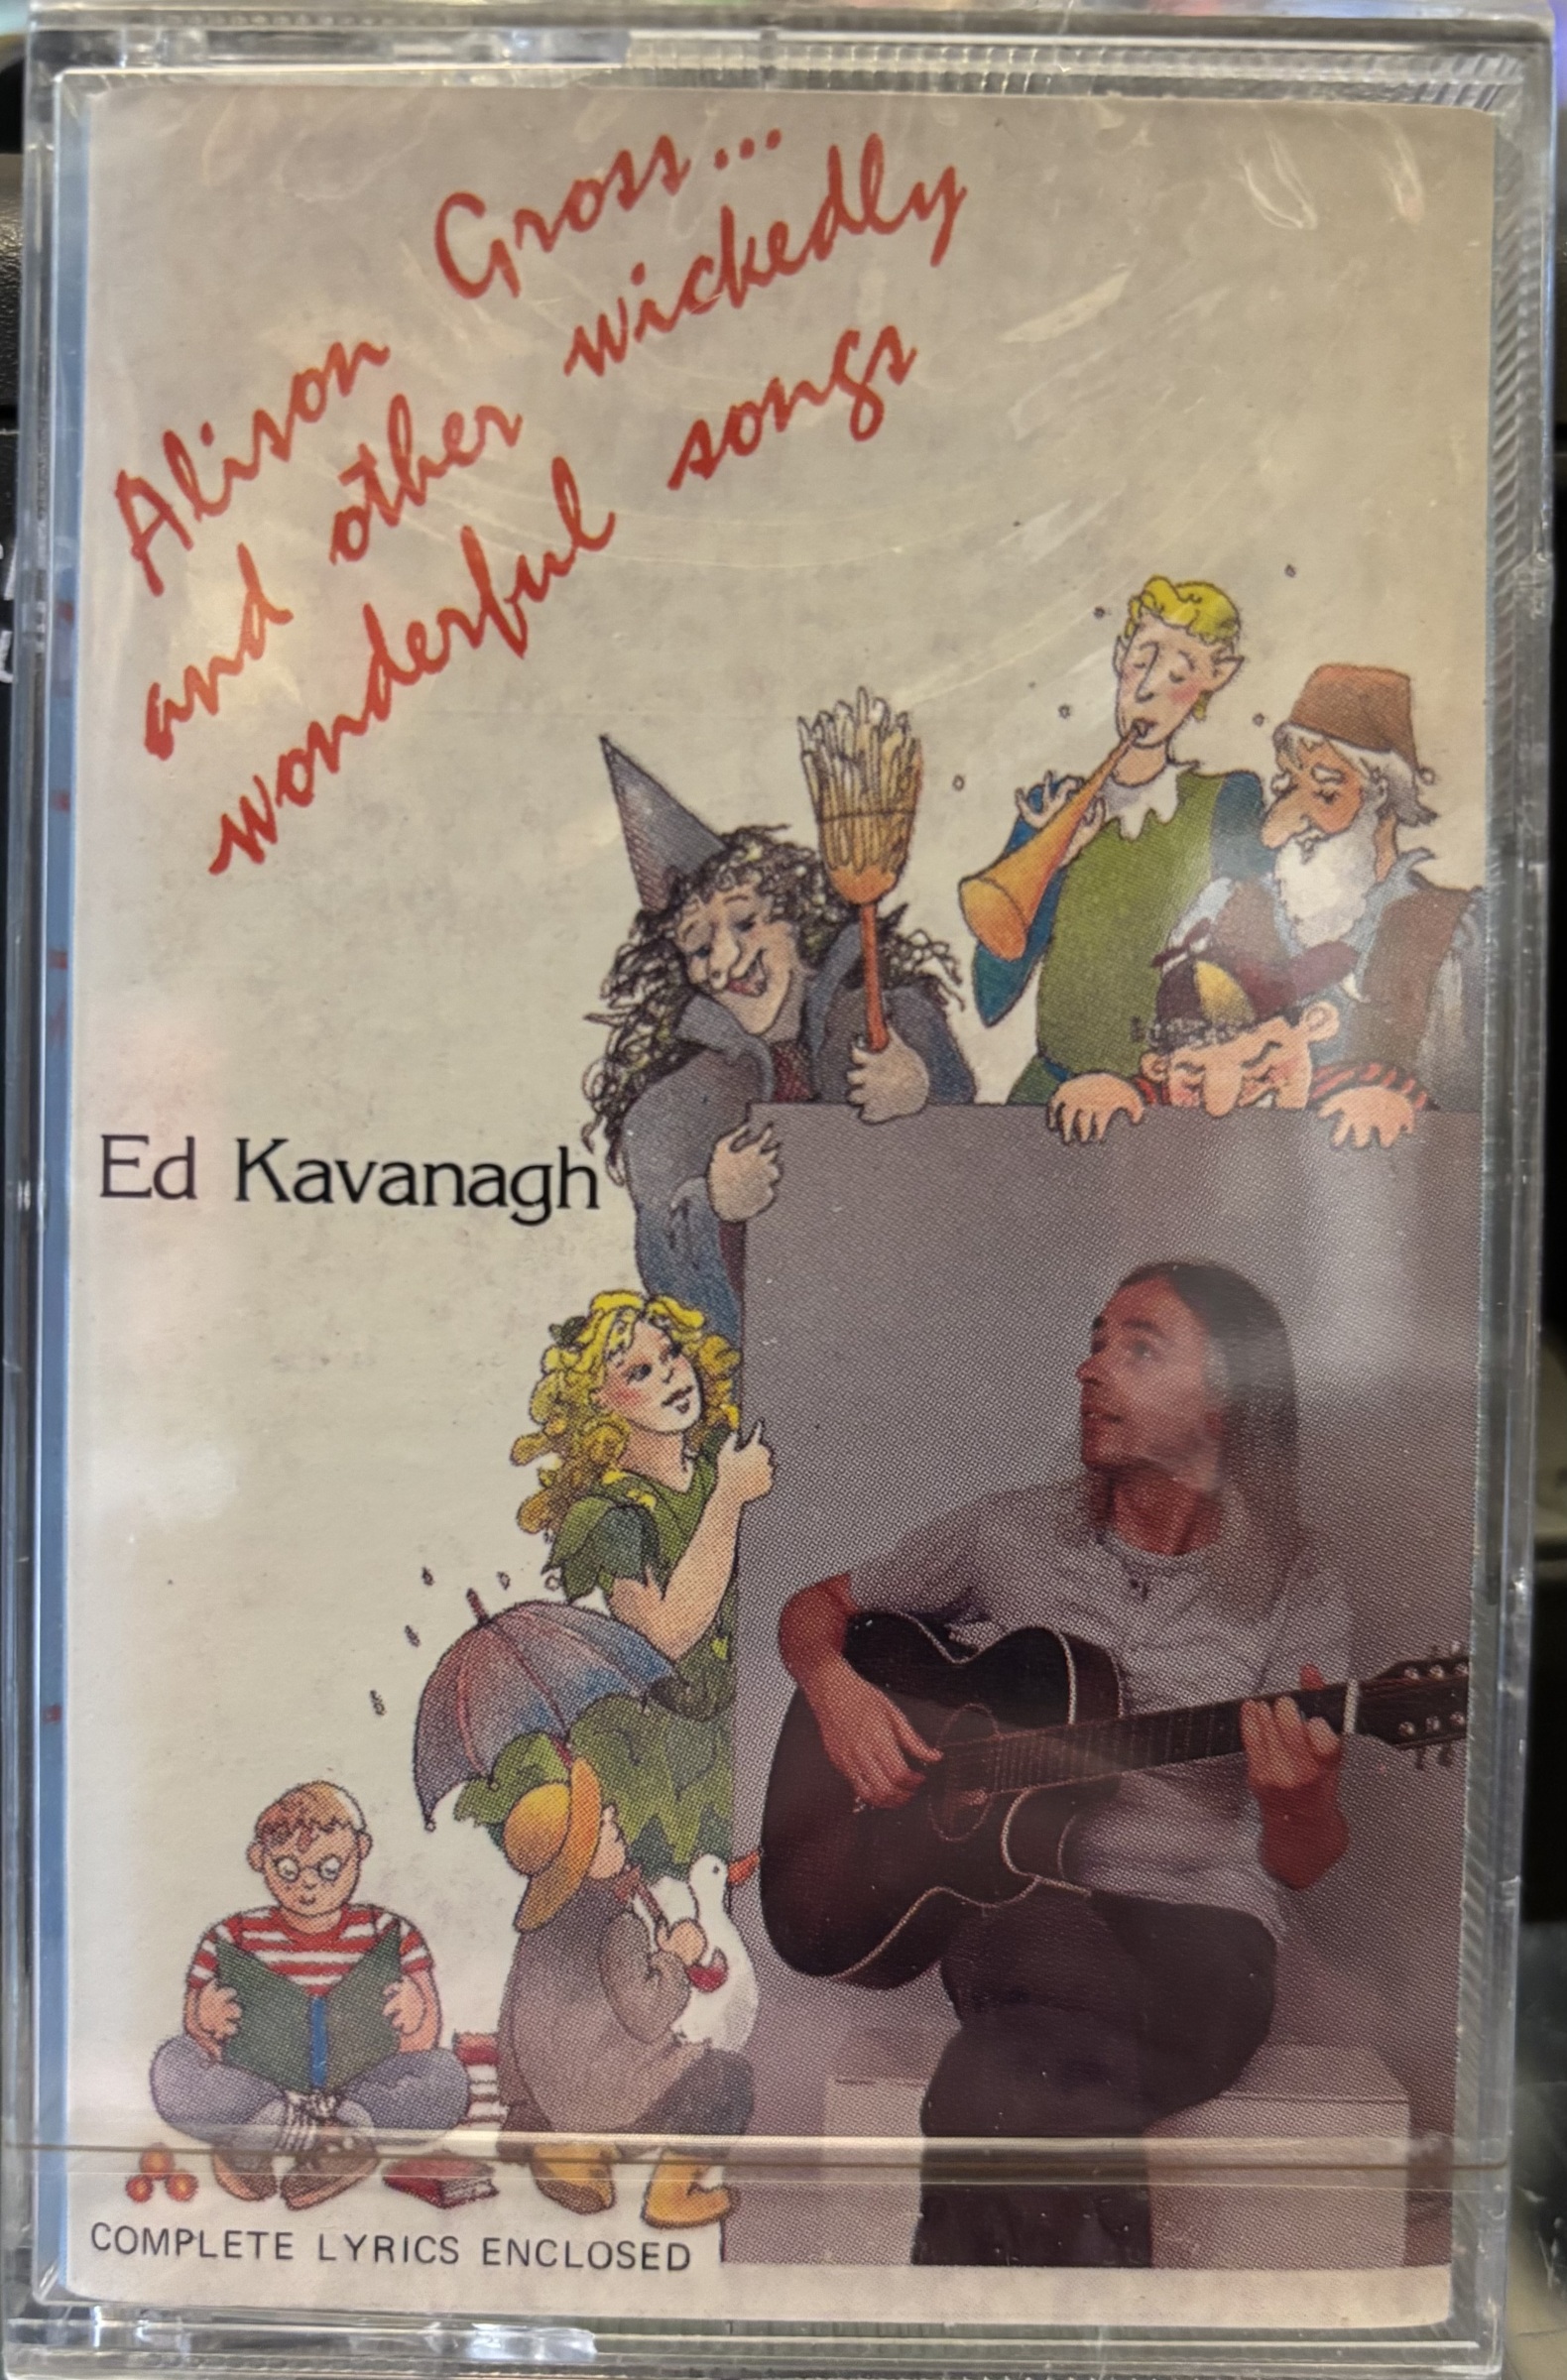 Alison Gross...
and other wickedly
wonderful songs
Ed Kavanagh
COMPLETE LYRICS ENCLOSED